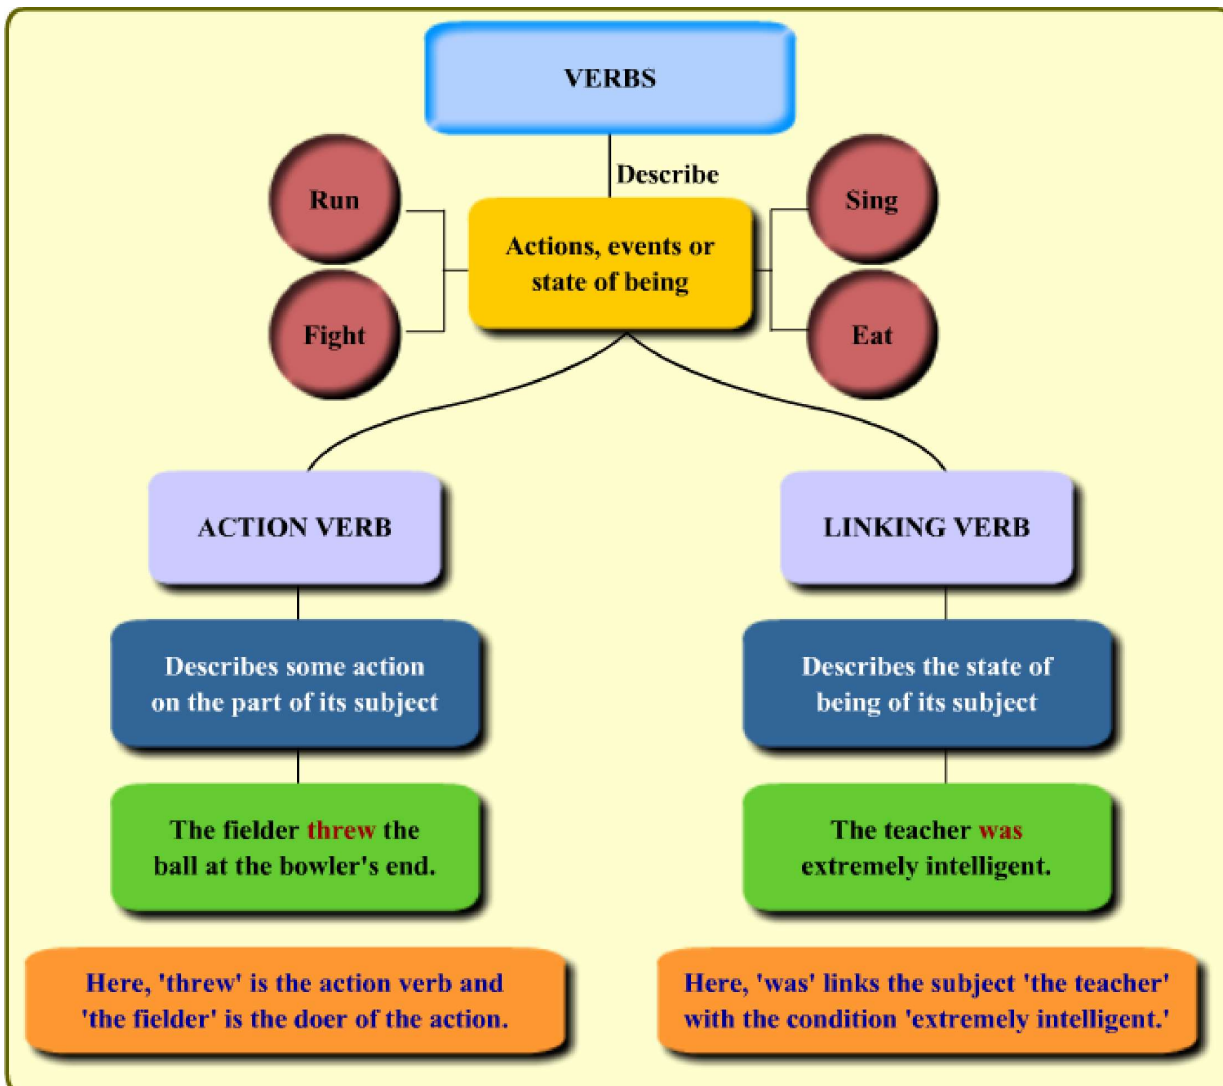 VERBS
Describe
Run
Sing
Actions, events or
state of being
Fight
Eat
ACTION VERB
LINKING VERB
Describes some action
on the part of its subject
Describes the state of
being of its subject
The fielder threw the
ball at the bowler's end.
The teacher was
extremely intelligent.
Here, 'threw' is the action verb and
'the fielder' is the doer of the action.
Here, 'was' links the subject 'the teacher'
with the condition 'extremely intelligent.'